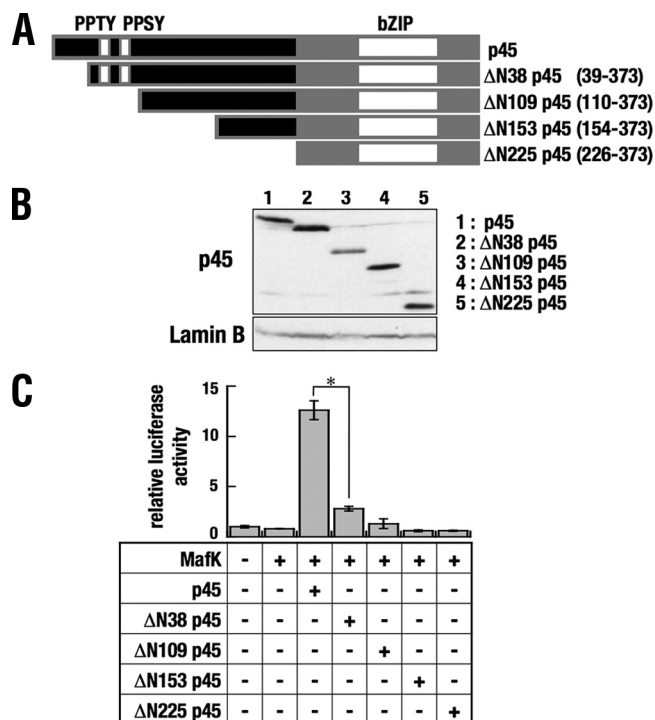 A
PPTY PPSY bZIP
p45
ΔN38 p45 (39-373)
ΔN109 p45 (110-373)
ΔN153 p45 (154-373)
ΔN225 p45 (226-373)
B
1 2 3 4 5
p45
Lamin B
1 : p45
2 : ΔN38 p45
3 : ΔN109 p45
4 : ΔN153 p45
5 : ΔN225 p45
C
relative luciferase
activity
15
10
5
0
*
MafK - + + + + + +
p45 - - + - - - -
ΔN38 p45 - - - + - - -
ΔN109 p45 - - - - + - -
ΔN153 p45 - - - - - + -
ΔN225 p45 - - - - - - +